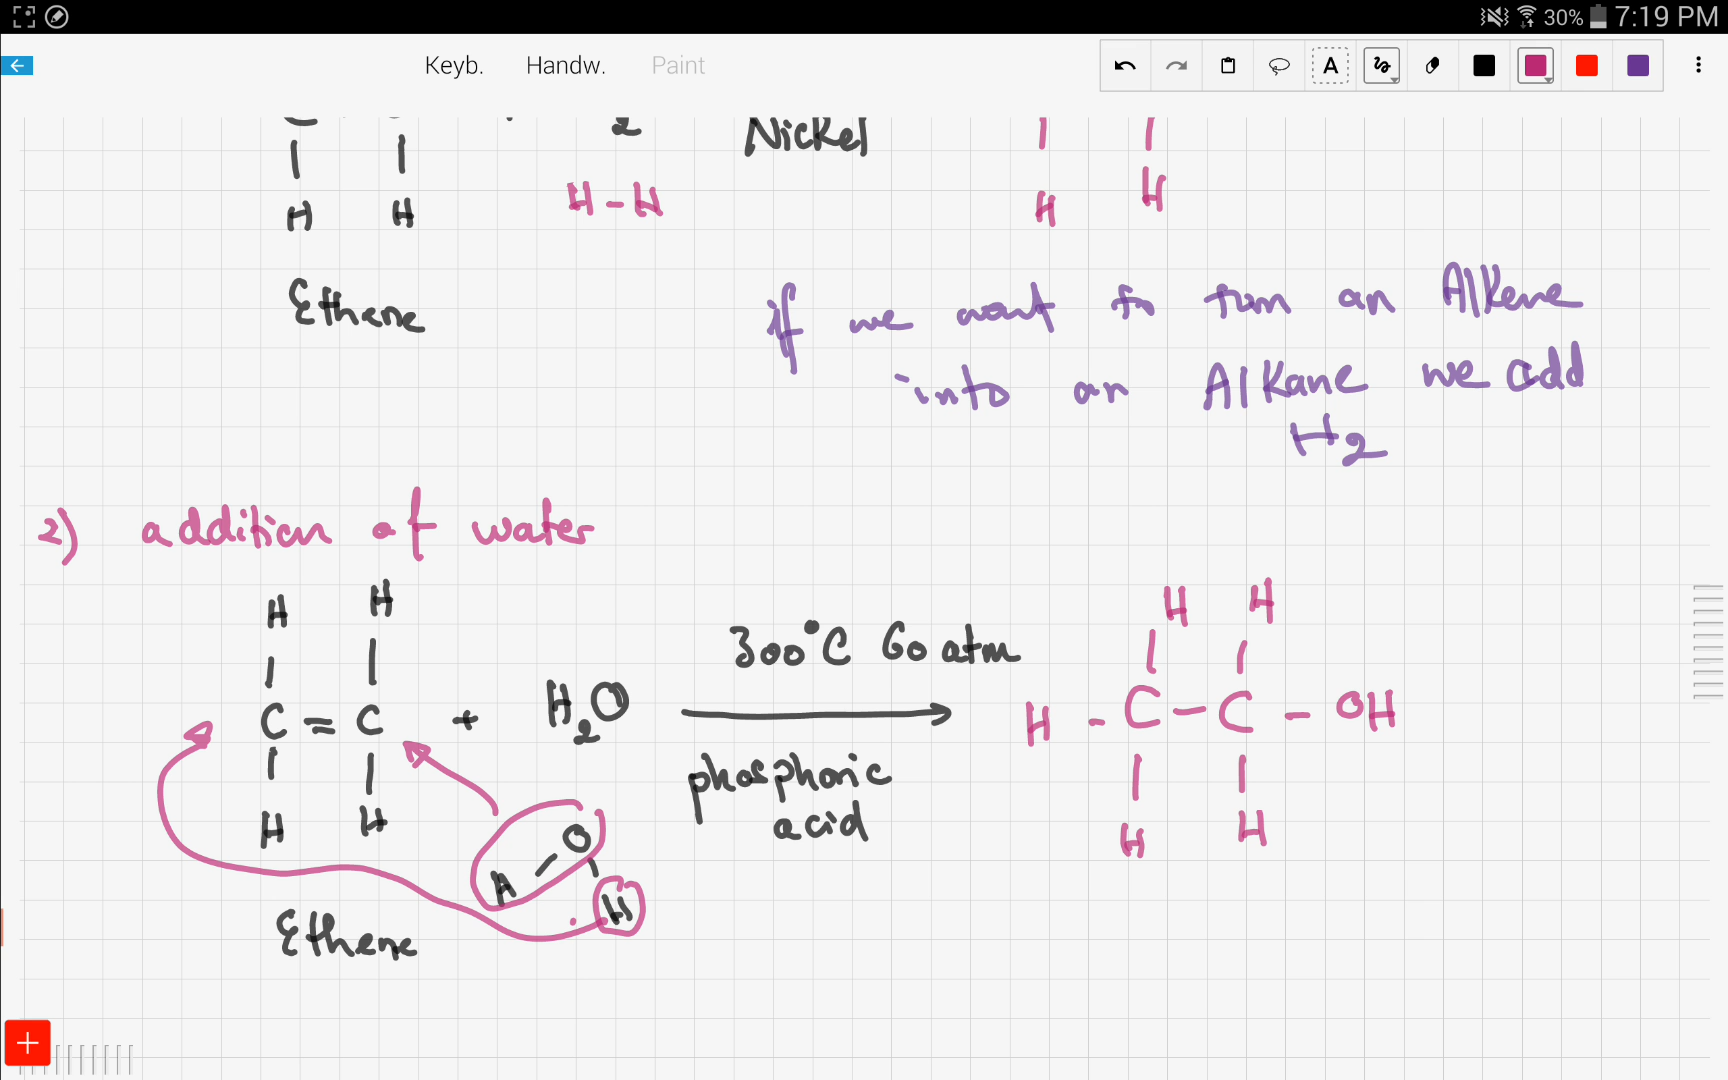 30% 7:19 PM
Keyb. Handw. Paint A
2 Nickel
H H H-H H H
Ethene
if we want to turn an Alkene
into an Alkane we add
H2
2) addition of water
H H H H
300°C 60 atm
C = C + H2O H - C - C - OH
phosphoric
acid
H H O H H
H H
Ethene